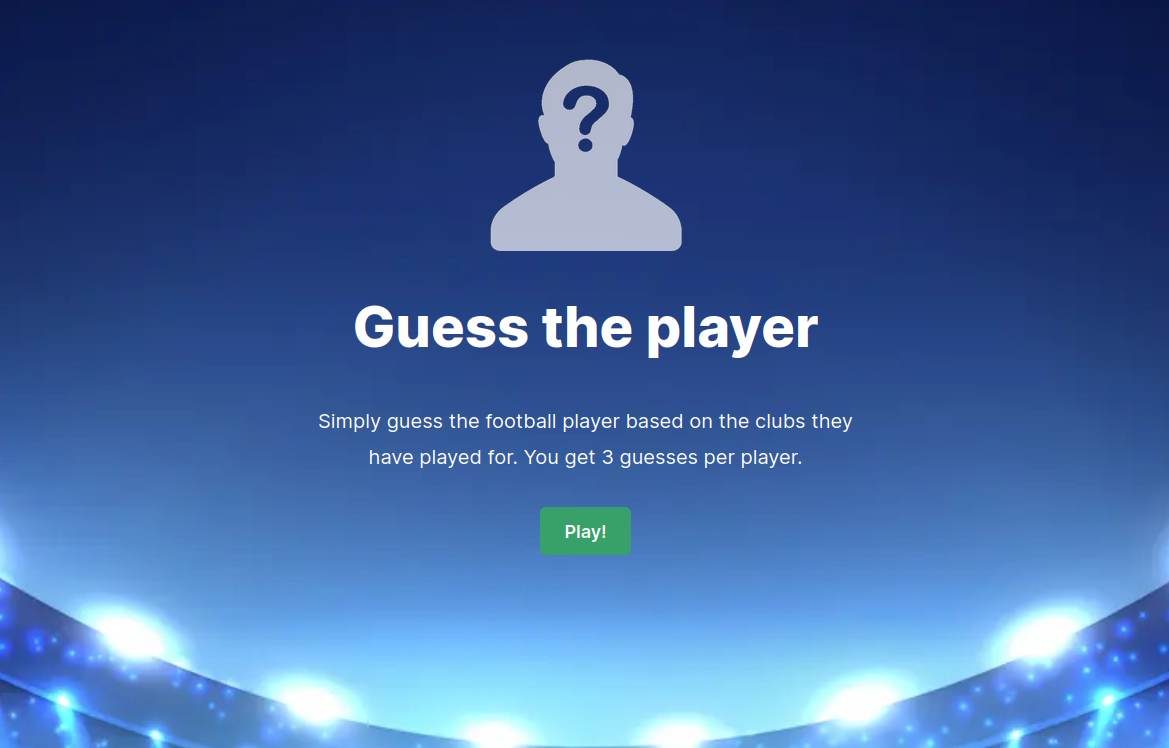 ?
Guess the player
Simply guess the football player based on the clubs they
have played for. You get 3 guesses per player.
Play!